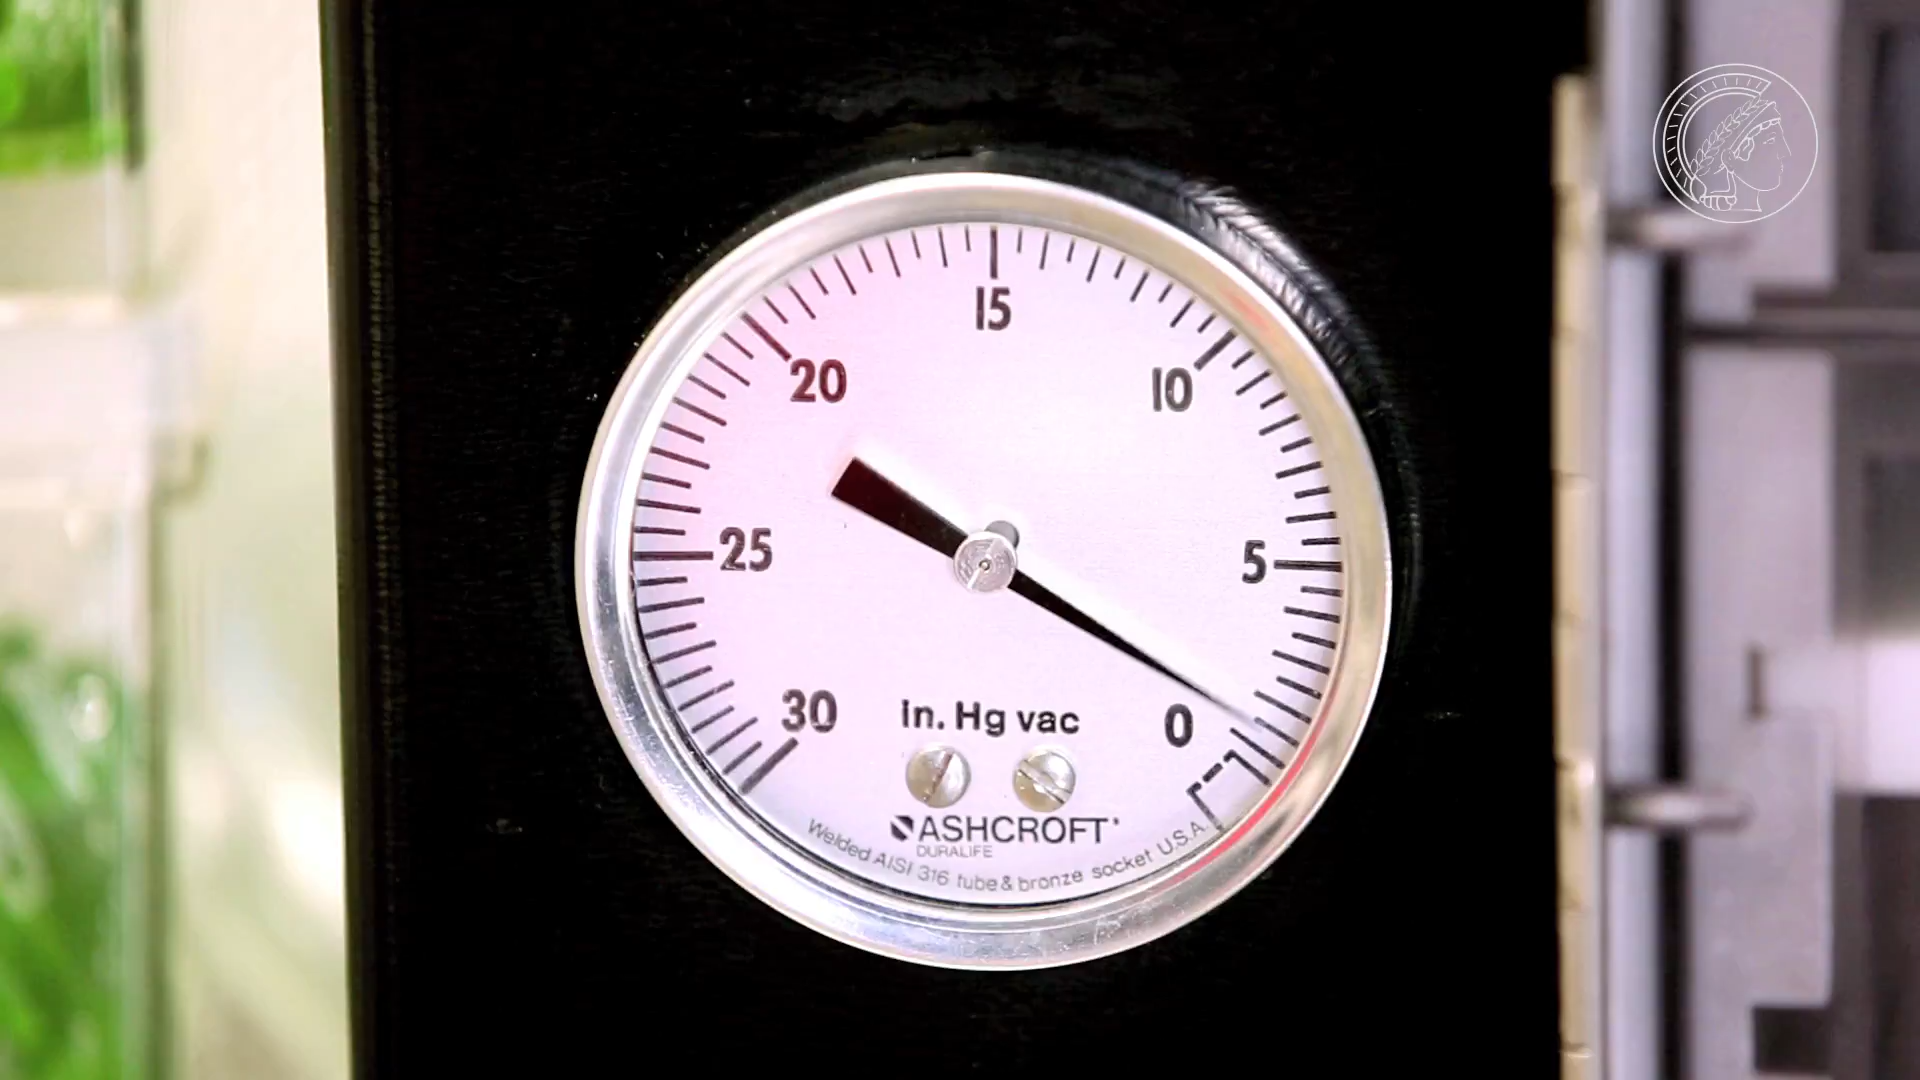 15
20
10
25
5
30
0
in. Hg vac
ASHCROFT
DURALIFE
Welded AISI 316 tube & bronze socket U.S.A.